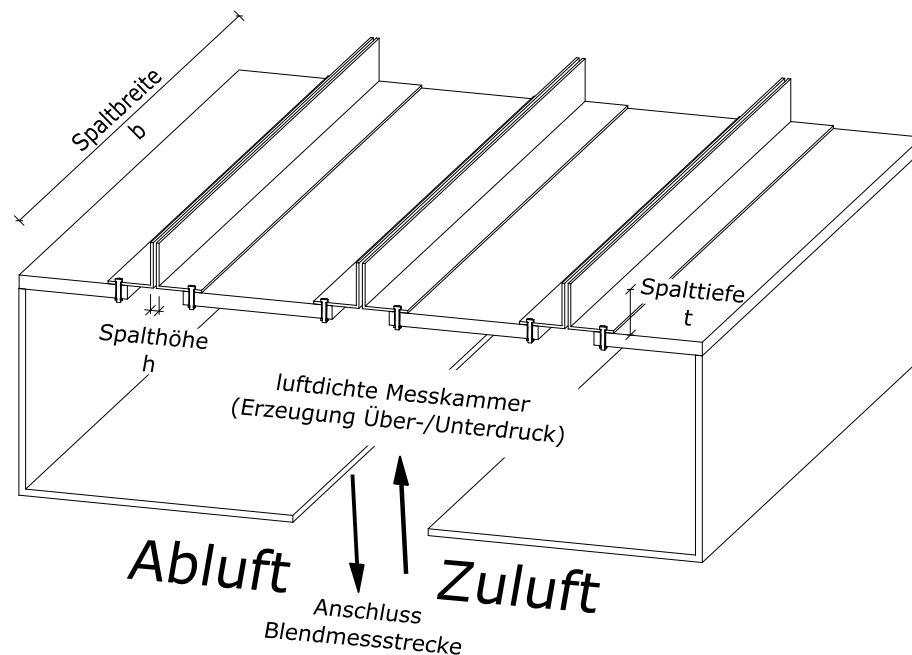 Spaltbreite
b
Spalttiefe
t
Spalthöhe
h
luftdichte Messkammer
(Erzeugung Über-/Unterdruck)
Abluft
Zuluft
Anschluss
Blendmessstrecke